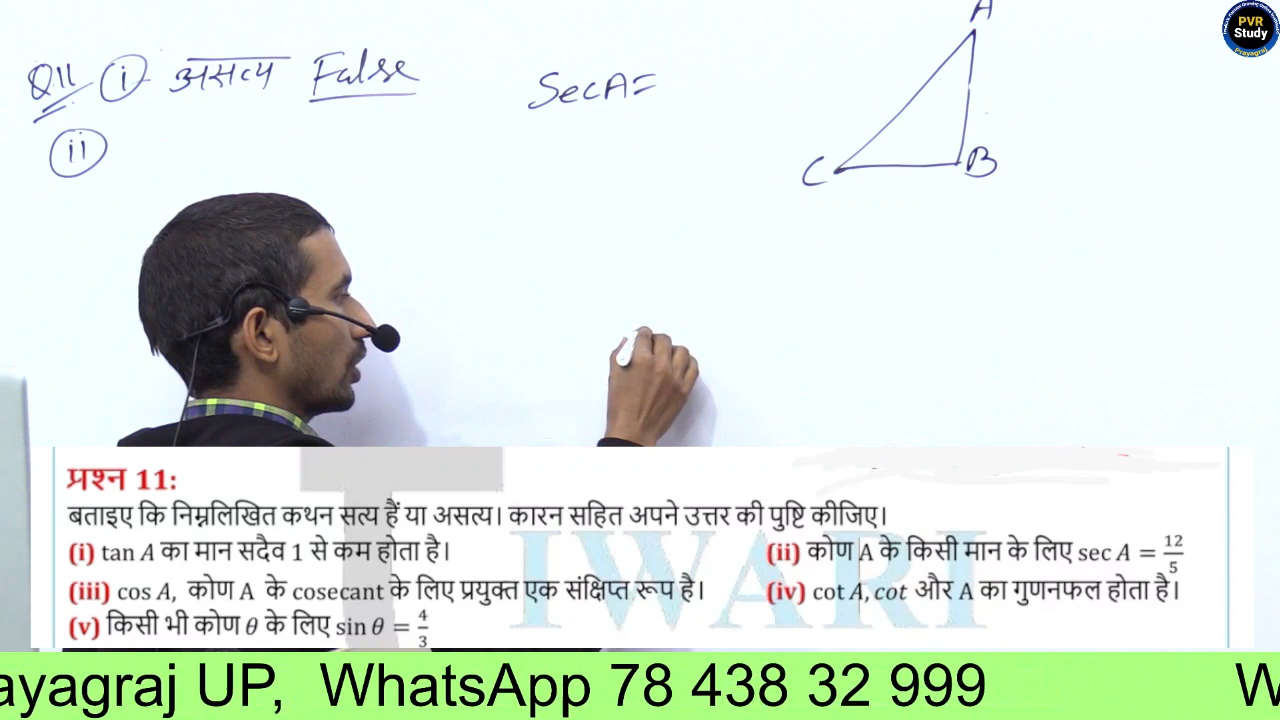 A
PVR
Study
Prayagraj
Q11 (i) असत्य False SecA=
(ii)
C B
प्रश्न 11:
बताइए कि निम्नलिखित कथन सत्य हैं या असत्य। कारन सहित अपने उत्तर की पुष्टि कीजिए।
(i) tan A का मान सदैव 1 से कम होता है। (ii) कोण A के किसी मान के लिए sec A = 12/5
(iii) cos A, कोण A के cosecant के लिए प्रयुक्त एक संक्षिप्त रूप है। (iv) cot A, cot और A का गुणनफल होता है।
(v) किसी भी कोण θ के लिए sin θ = 4/3
TIWARI
ayagraj UP, WhatsApp 78 438 32 999 W